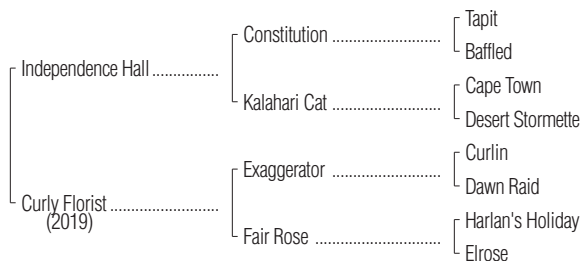 Tapit
Constitution
Baffled
Independence Hall
Cape Town
Kalahari Cat
Desert Stormette
Curlin
Exaggerator
Dawn Raid
Curly Florist
(2019)
Harlan's Holiday
Fair Rose
Elrose